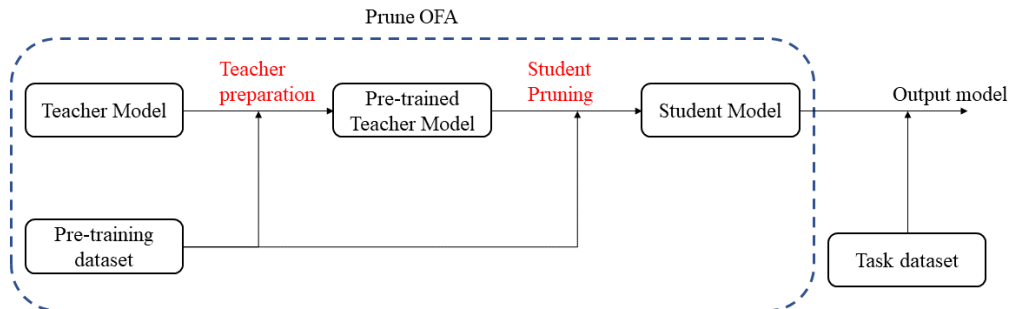 Prune OFA
Teacher
preparation
Student
Pruning
Teacher Model
Pre-trained
Teacher Model
Student Model
Output model
Pre-training
dataset
Task dataset